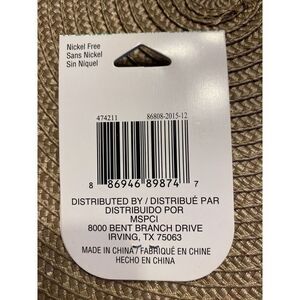 Nickel Free
Sans Nickel
Sin Níquel
474211 86808-2015-12
8 86946 89874 7
DISTRIBUTED BY / DISTRIBUÉ PAR
DISTRIBUIDO POR
MSPCI
8000 BENT BRANCH DRIVE
IRVING, TX 75063
MADE IN CHINA / FABRIQUÉ EN CHINE
HECHO EN CHINA